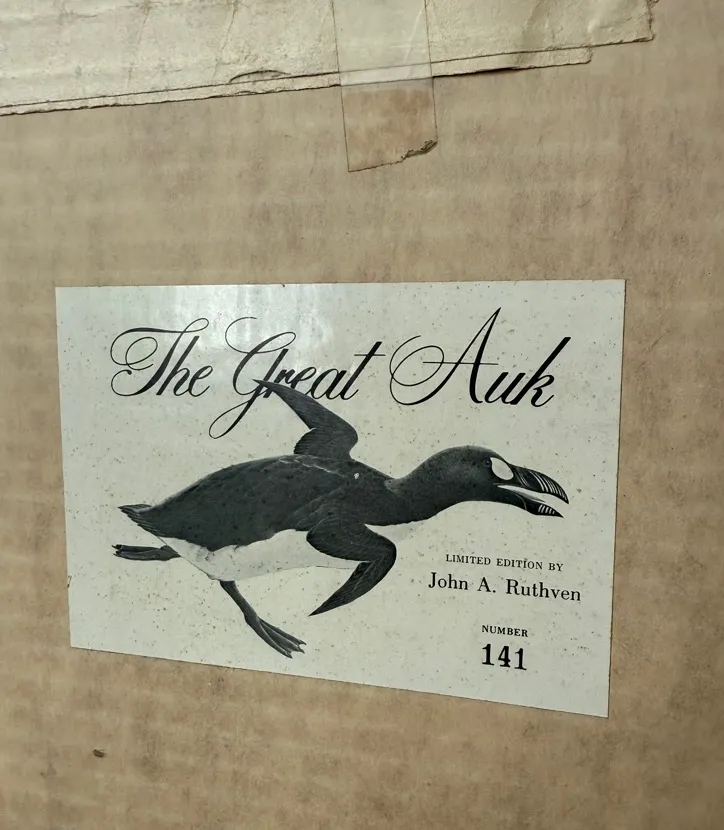 The Great Auk
LIMITED EDITION BY
John A. Ruthven
NUMBER
141